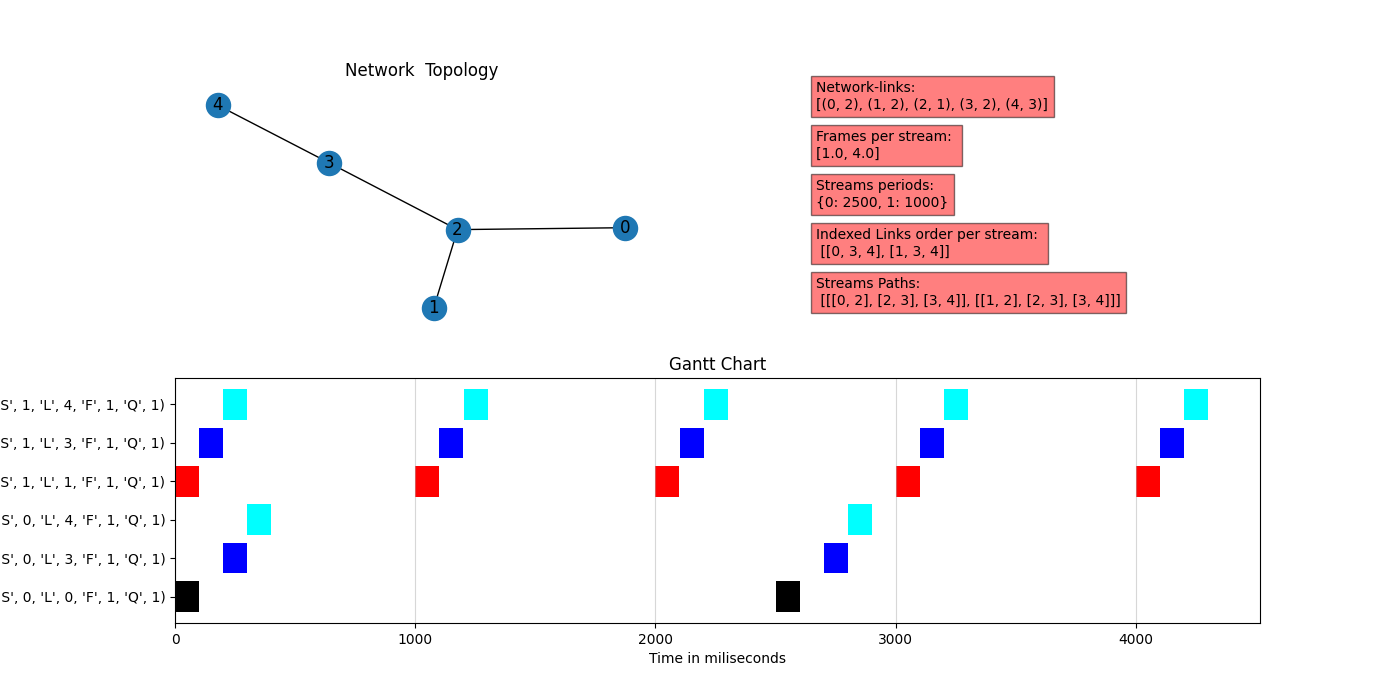 Network  Topology
4
3
2
0
1
Network-links:
[(0, 2), (1, 2), (2, 1), (3, 2), (4, 3)]
Frames per stream:
[1.0, 4.0]
Streams periods:
{0: 2500, 1: 1000}
Indexed Links order per stream:
[[0, 3, 4], [1, 3, 4]]
Streams Paths:
[[[0, 2], [2, 3], [3, 4]], [[1, 2], [2, 3], [3, 4]]]
Gantt Chart
S', 1, 'L', 4, 'F', 1, 'Q', 1)
S', 1, 'L', 3, 'F', 1, 'Q', 1)
S', 1, 'L', 1, 'F', 1, 'Q', 1)
S', 0, 'L', 4, 'F', 1, 'Q', 1)
S', 0, 'L', 3, 'F', 1, 'Q', 1)
S', 0, 'L', 0, 'F', 1, 'Q', 1)
0 1000 2000 3000 4000
Time in miliseconds